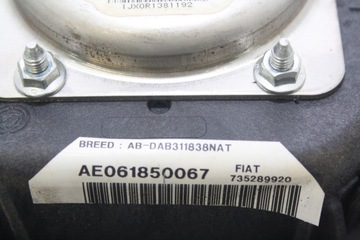 1JX0R1381192
BREED : AB-DAB311838NAT
AE061850067
FIAT
735289920